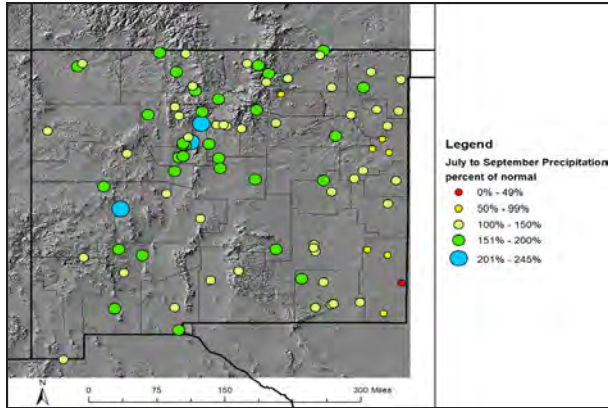 Legend
July to September Precipitation
percent of normal
0% - 49%
50% - 99%
100% - 150%
151% - 200%
201% - 245%
N
0 75 150 300 Miles